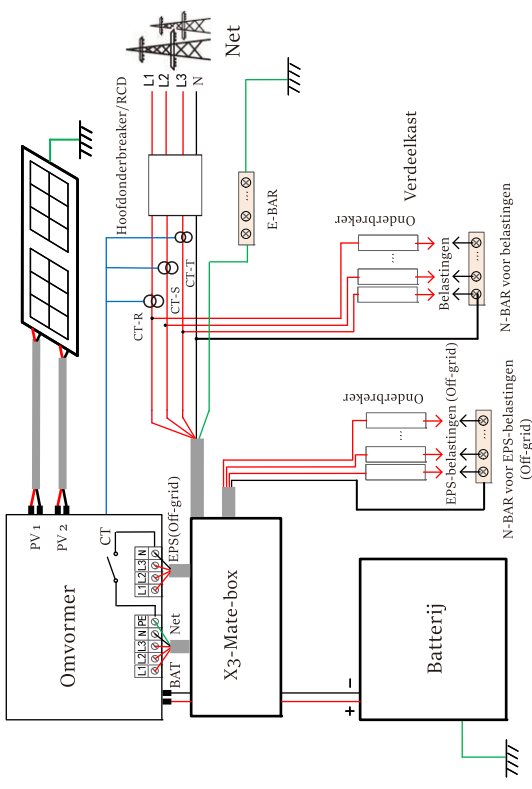 Net
L1
L2
L3
N
Hoofdonderbreaker/RCD
CT-R
CT-S
CT-T
E-BAR
...
Verdeelkast
Onderbreker
...
Belastingen
...
N-BAR voor belastingen
Onderbreker
...
EPS-belastingen (Off-grid)
...
N-BAR voor EPS-belastingen
(Off-grid)
PV 1
PV 2
Omvormer
CT
L1 L2 L3 N
EPS(Off-grid)
L1 L2 L3 N PE
Net
BAT
X3-Mate-box
+
−
Batterij